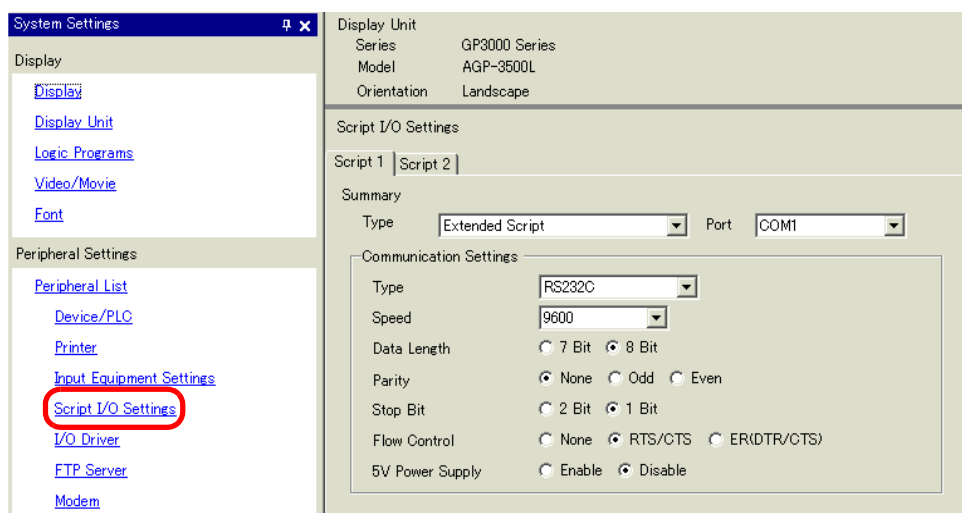 System Settings
Display
Display
Display Unit
Logic Programs
Video/Movie
Font
Peripheral Settings
Peripheral List
Device/PLC
Printer
Input Equipment Settings
Script I/O Settings
I/O Driver
FTP Server
Modem
Display Unit
Series GP3000 Series
Model AGP-3500L
Orientation Landscape
Script I/O Settings
Script 1 Script 2
Summary
Type Extended Script Port COM1
Communication Settings
Type RS232C
Speed 9600
Data Length 7 Bit 8 Bit
Parity None Odd Even
Stop Bit 2 Bit 1 Bit
Flow Control None RTS/CTS ER(DTR/CTS)
5V Power Supply Enable Disable